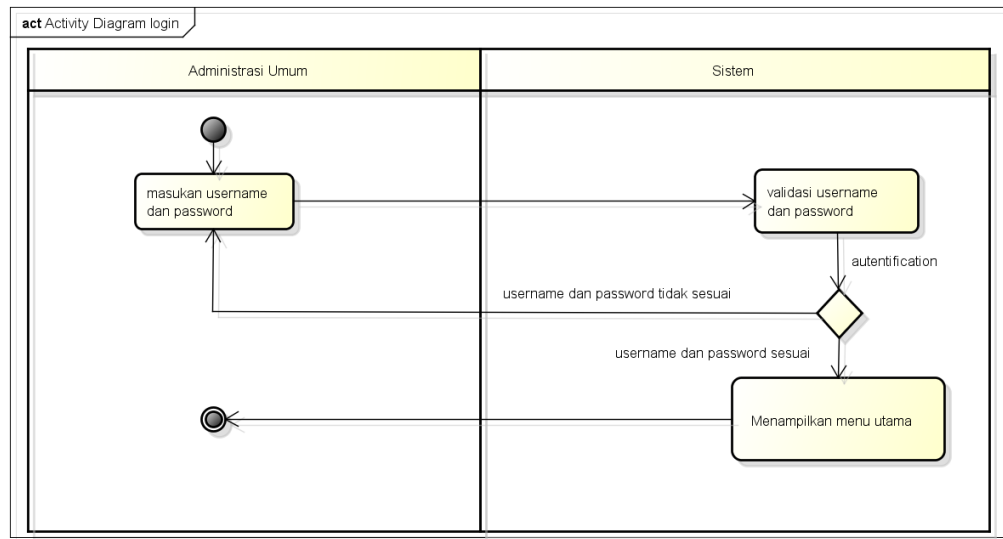 act Activity Diagram login
Administrasi Umum
Sistem
masukan username
dan password
validasi username
dan password
autentification
username dan password tidak sesuai
username dan password sesuai
Menampilkan menu utama